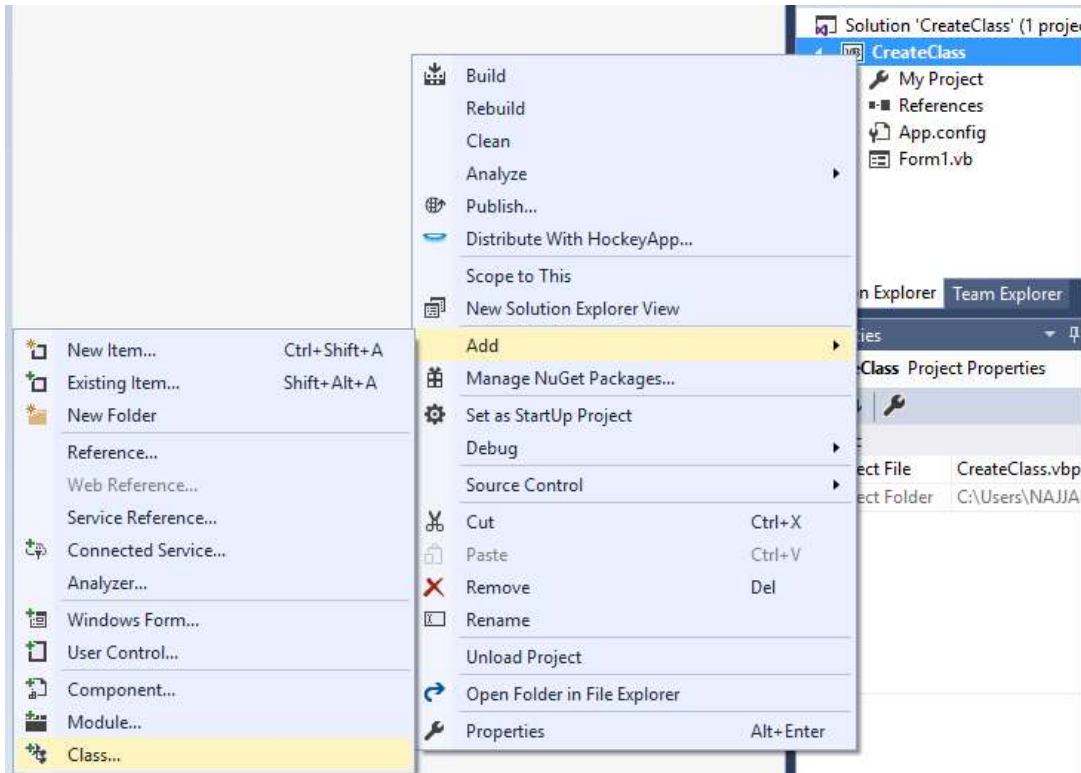 Solution 'CreateClass' (1 proje
CreateClass
My Project
References
App.config
Form1.vb
n Explorer Team Explorer
ties
Class Project Properties
ect File CreateClass.vbp
ect Folder C:\Users\NAJJA
Build
Rebuild
Clean
Analyze
Publish...
Distribute With HockeyApp...
Scope to This
New Solution Explorer View
Add
Manage NuGet Packages...
Set as StartUp Project
Debug
Source Control
Cut Ctrl+X
Paste Ctrl+V
Remove Del
Rename
Unload Project
Open Folder in File Explorer
Properties Alt+Enter
New Item... Ctrl+Shift+A
Existing Item... Shift+Alt+A
New Folder
Reference...
Web Reference...
Service Reference...
Connected Service...
Analyzer...
Windows Form...
User Control...
Component...
Module...
Class...